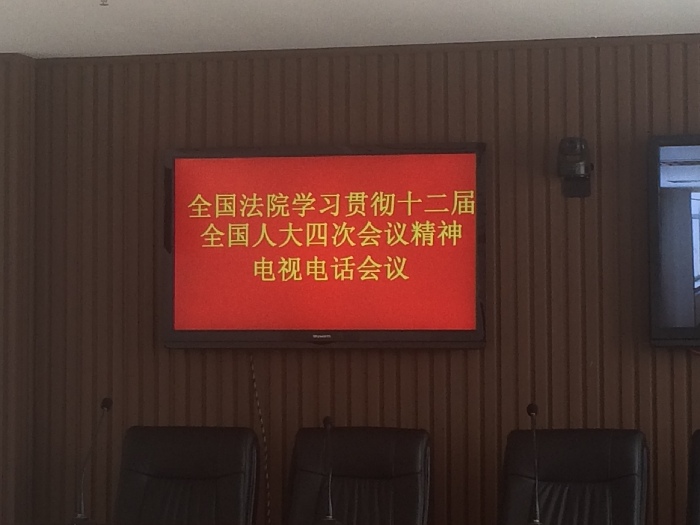 全国法院学习贯彻十二届
全国人大四次会议精神
电视电话会议